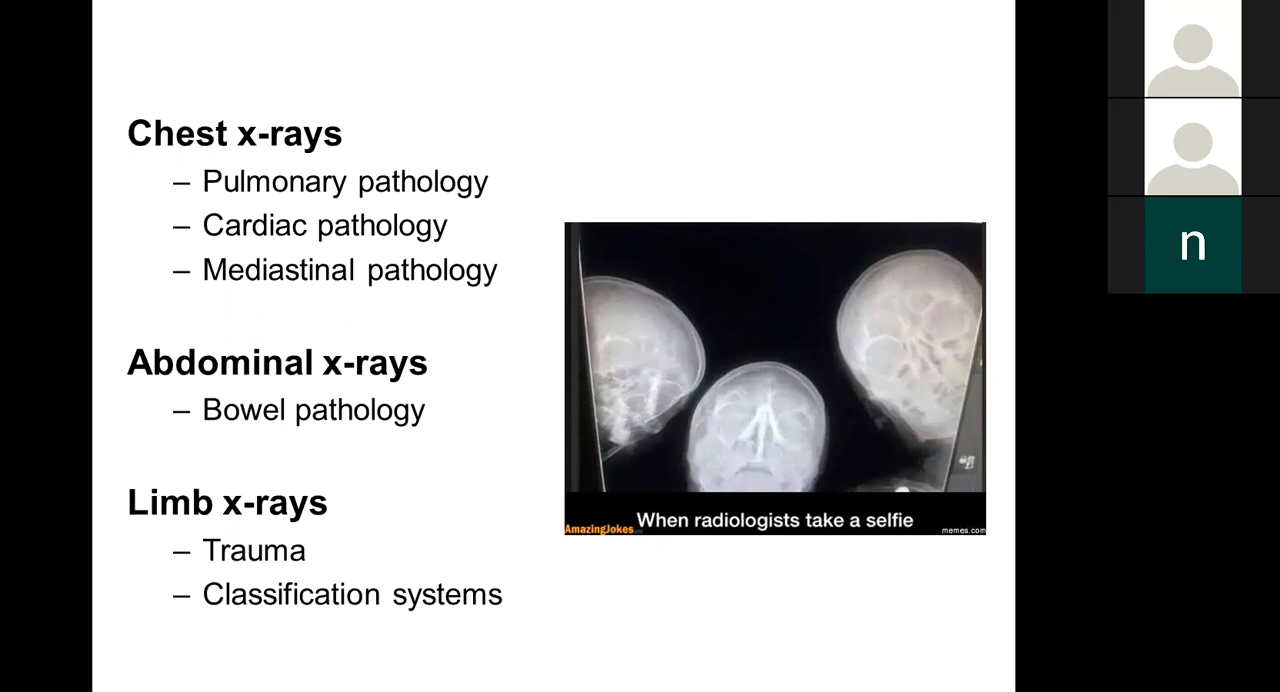 Chest x-rays
– Pulmonary pathology
– Cardiac pathology
– Mediastinal pathology
Abdominal x-rays
– Bowel pathology
Limb x-rays
– Trauma
– Classification systems
When radiologists take a selfie
AmazingJokes
memes.com
n